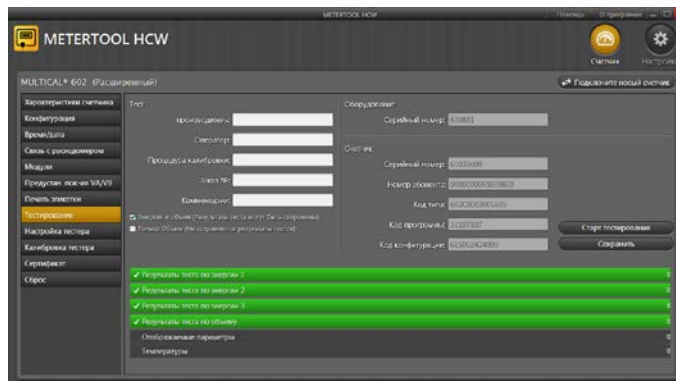 METERTOOL HCW
Помощь О программе
METERTOOL HCW
Счетчик Настройки
MULTICAL® 602 (Расширенный)
Подключите новый счетчик
Характеристики счетчика
Конфигурация
Время/дата
Связь с расходомером
Модули
Предустан. пок-ия VA/VB
Печать этикетки
Тестирование
Настройка тестера
Калибровка тестера
Сертификат
Сброс
Тест
производитель:
Оператор:
Процедура калибровки:
Заказ №:
Комментарии:
Энергия и объем (Результаты теста могут быть сохранены)
Только Объем (Не сохраняются результаты тестов)
Оборудование
Серийный номер:
Счетчик
Серийный номер:
Номер абонента:
Код типа:
Код программы:
Код конфигурации:
Старт тестирования
Сохранить
Результаты теста по энергии 1
Результаты теста по энергии 2
Результаты теста по энергии 3
Результаты теста по объему
Отображаемые параметры
Температуры